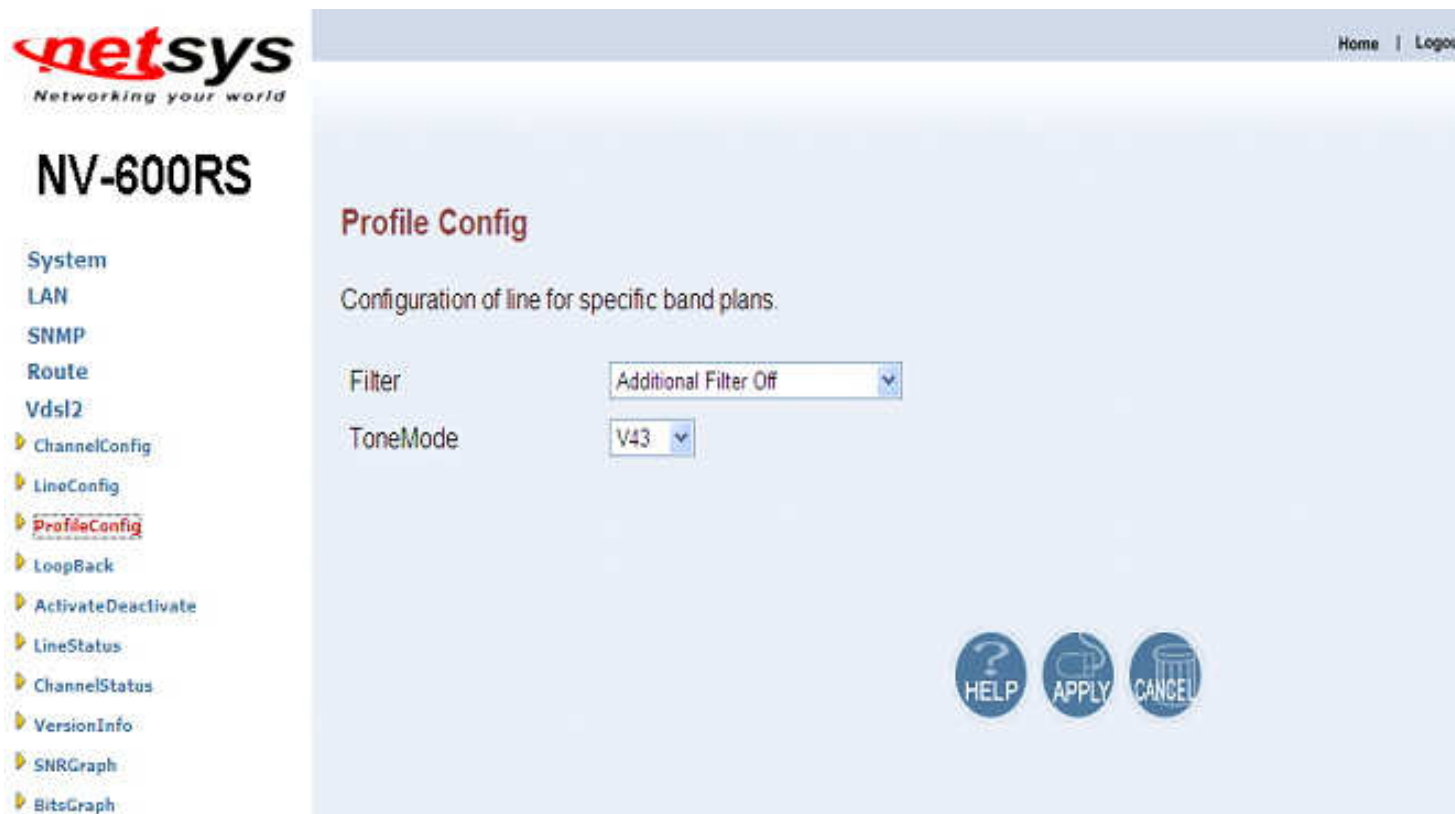 netsys
Networking your world
Home | Logou
NV-600RS
Profile Config
System
LAN
Configuration of line for specific band plans.
SNMP
Route
Filter
Additional Filter Off
Vdsl2
ToneMode
V43
ChannelConfig
LineConfig
ProfileConfig
LoopBack
ActivateDeactivate
LineStatus
HELP
APPLY
CANCEL
ChannelStatus
VersionInfo
SNRGraph
BitsGraph